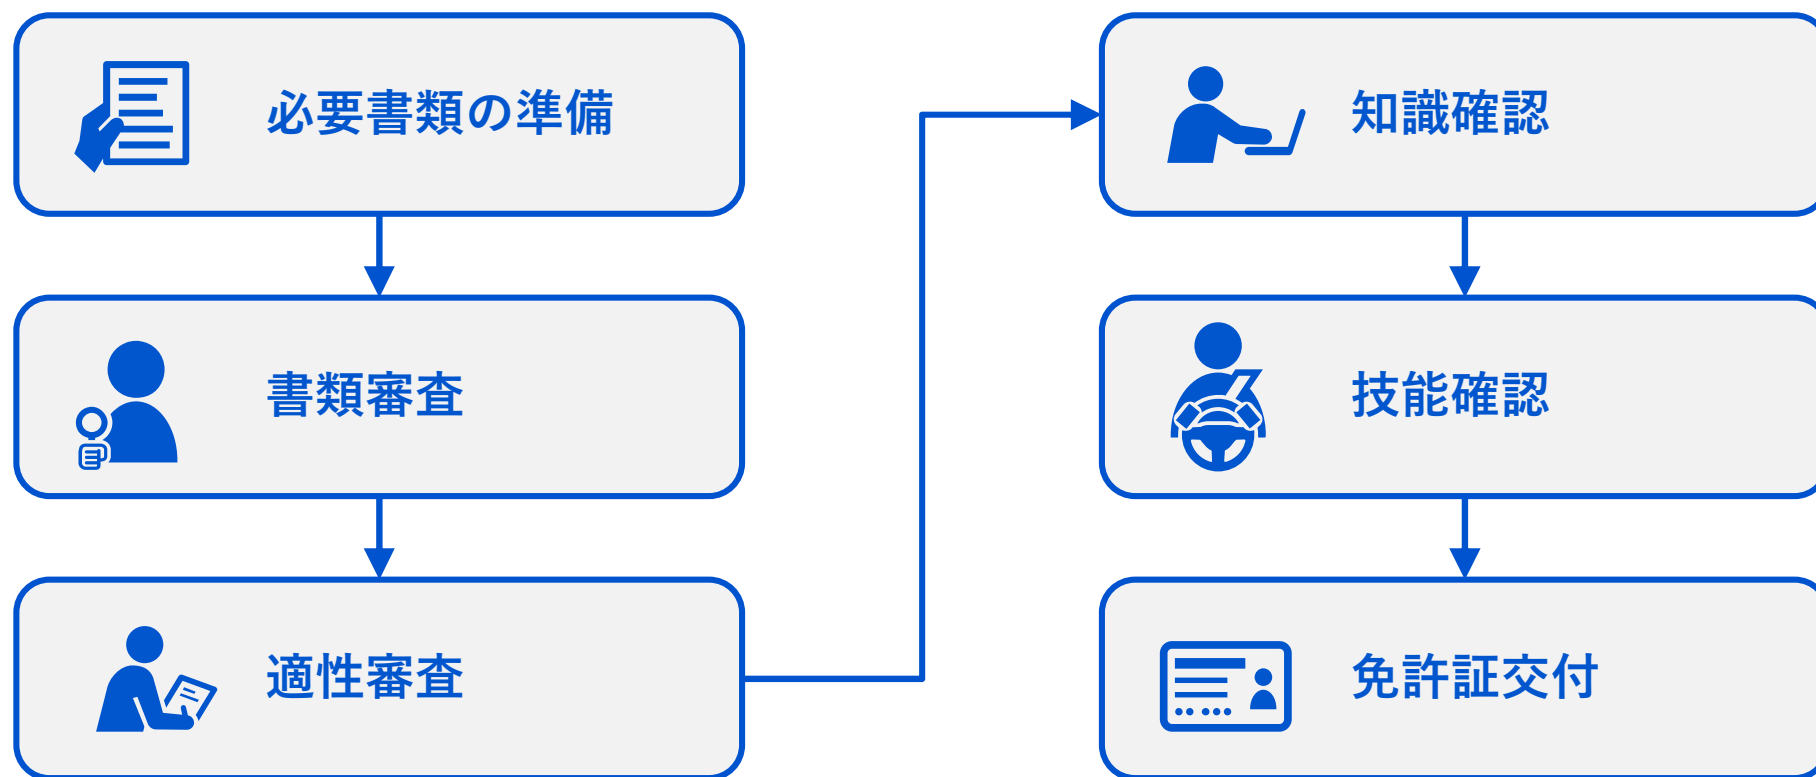 必要書類の準備
書類審査
適性審査
知識確認
技能確認
免許証交付